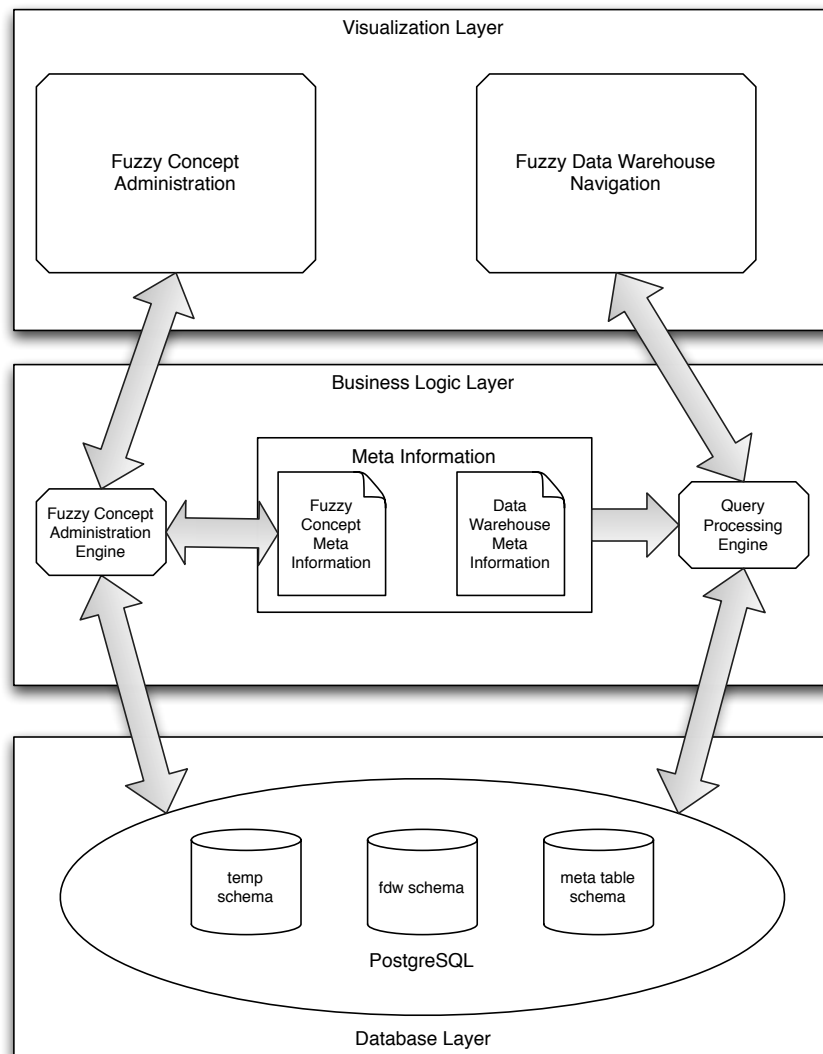 Visualization Layer
Fuzzy Concept
Administration
Fuzzy Data Warehouse
Navigation
Business Logic Layer
Meta Information
Fuzzy Concept
Administration
Engine
Fuzzy
Concept
Meta
Information
Data
Warehouse
Meta
Information
Query
Processing
Engine
temp
schema
fdw schema
meta table
schema
PostgreSQL
Database Layer